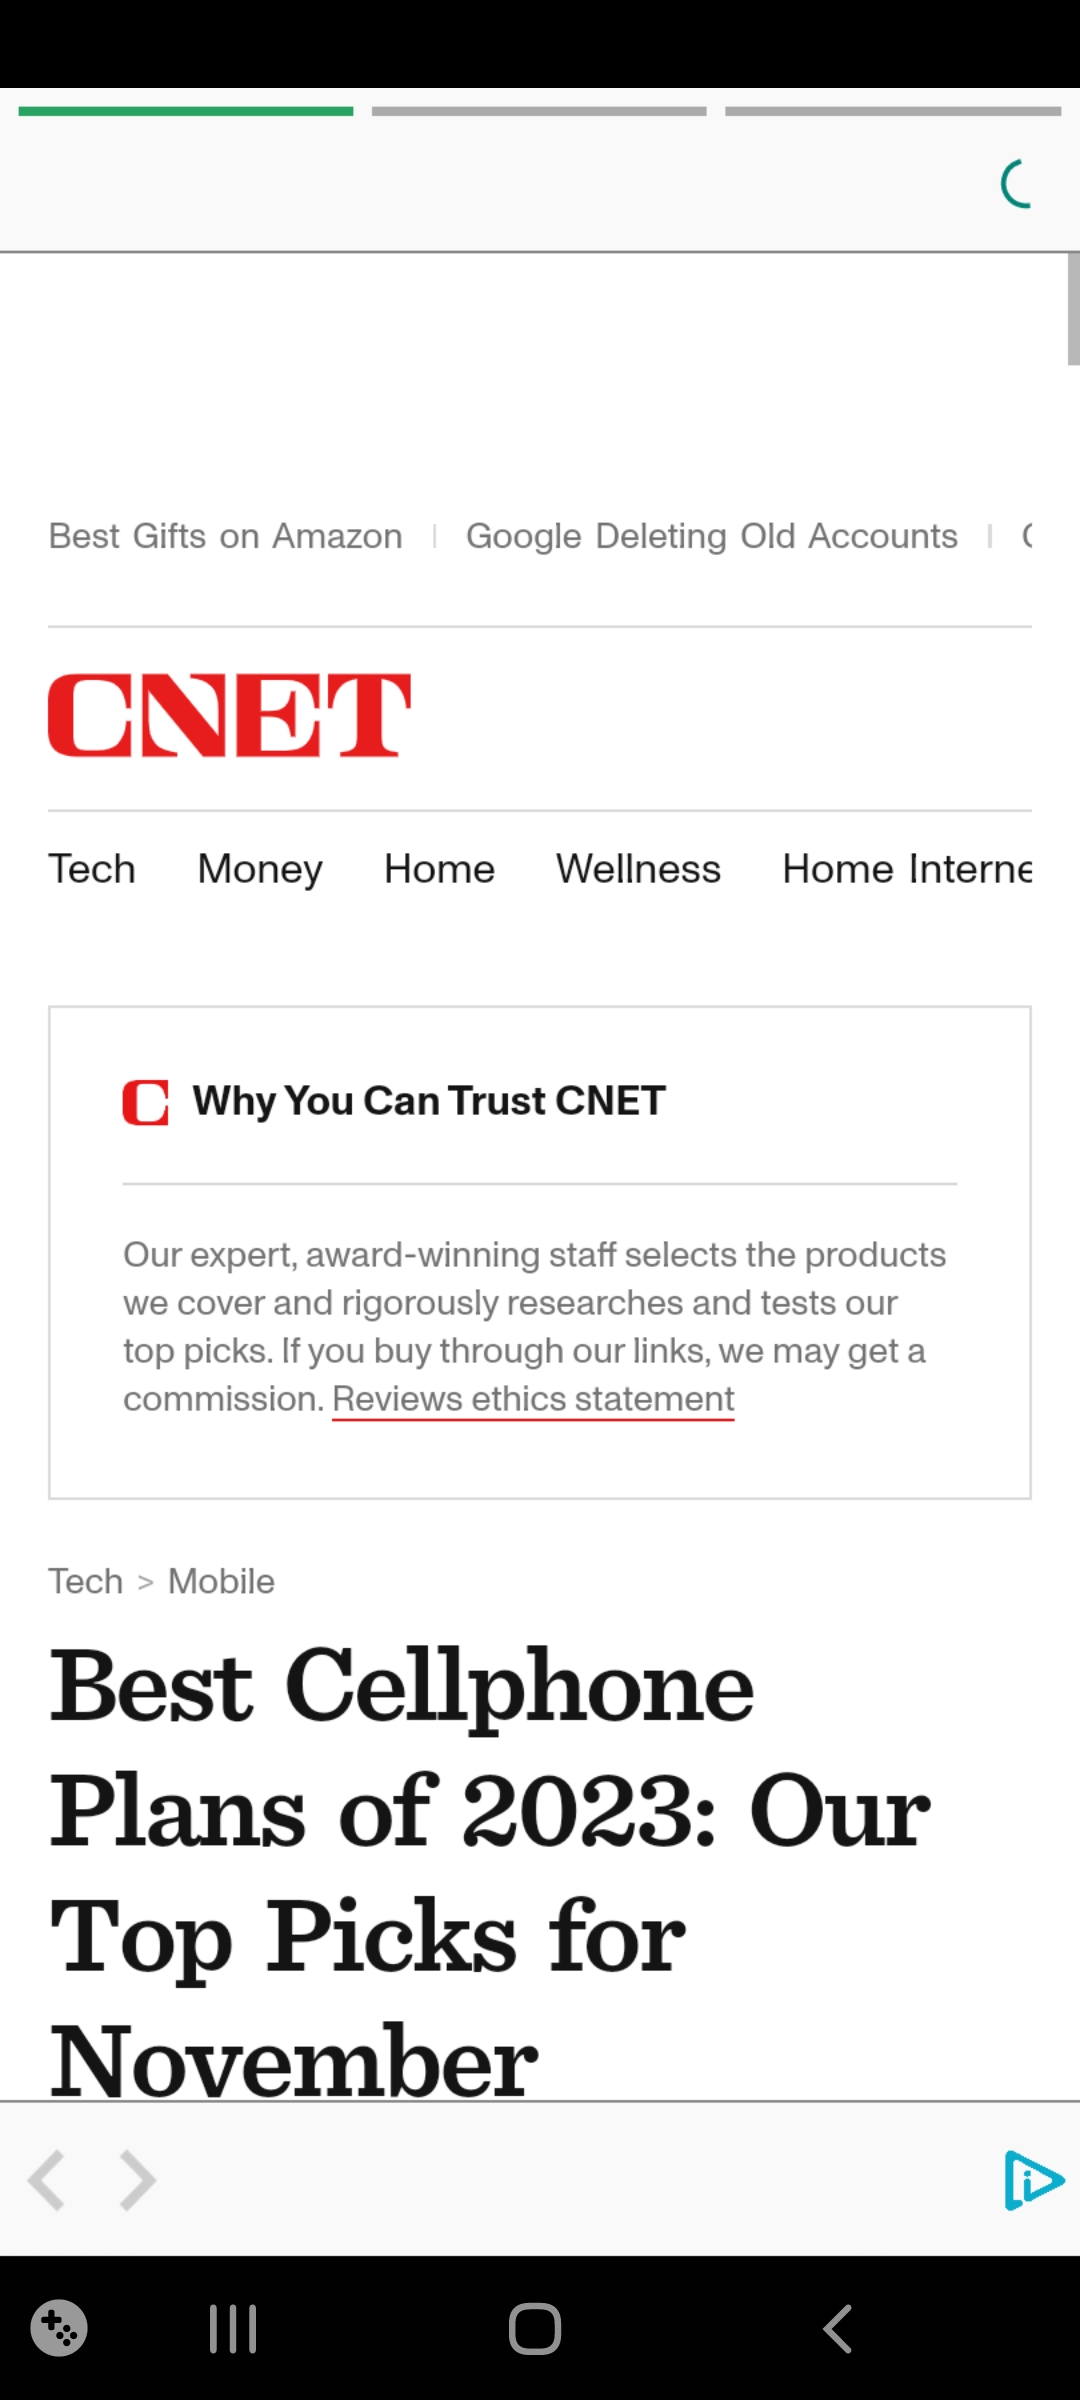 Best Gifts on Amazon | Google Deleting Old Accounts |
CNET
Tech Money Home Wellness Home Interne
Why You Can Trust CNET
Our expert, award-winning staff selects the products
we cover and rigorously researches and tests our
top picks. If you buy through our links, we may get a
commission. Reviews ethics statement
Tech > Mobile
Best Cellphone
Plans of 2023: Our
Top Picks for
November